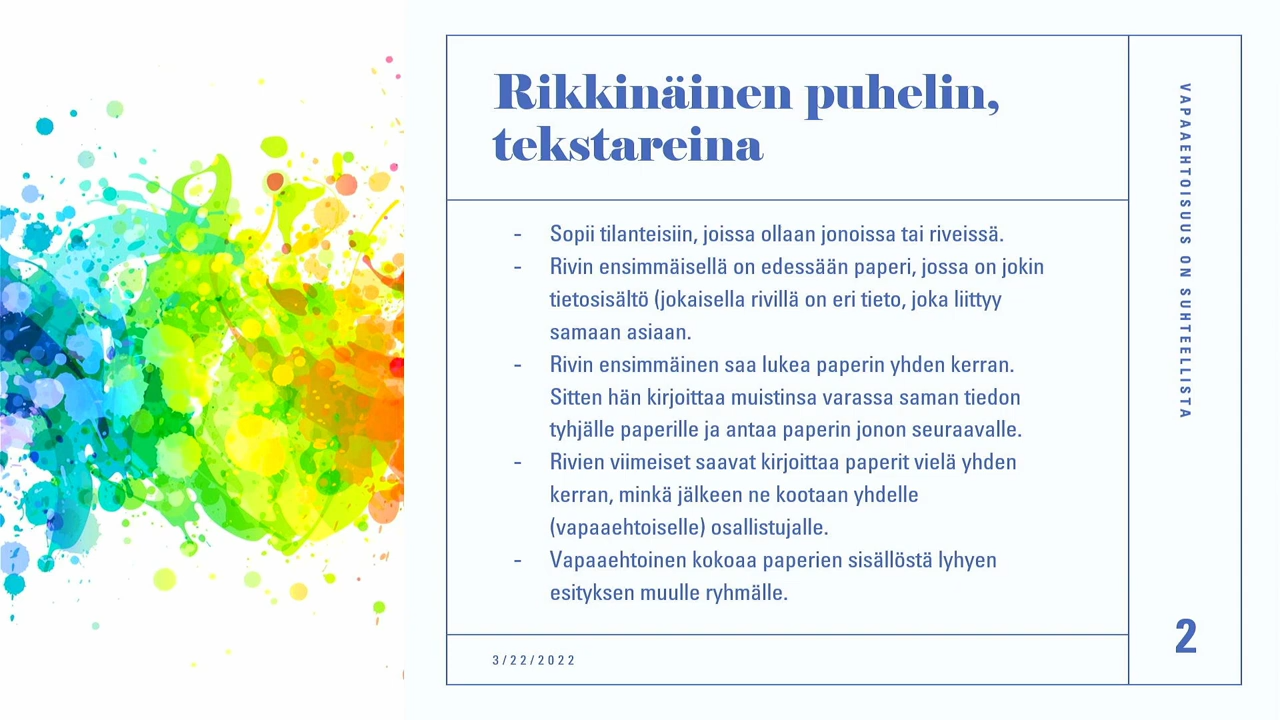 Rikkinäinen puhelin,
tekstareina
- Sopii tilanteisiin, joissa ollaan jonoissa tai riveissä.
- Rivin ensimmäisellä on edessään paperi, jossa on jokin
tietosisältö (jokaisella rivillä on eri tieto, joka liittyy
samaan asiaan.
- Rivin ensimmäinen saa lukea paperin yhden kerran.
Sitten hän kirjoittaa muistinsa varassa saman tiedon
tyhjälle paperille ja antaa paperin jonon seuraavalle.
- Rivien viimeiset saavat kirjoittaa paperit vielä yhden
kerran, minkä jälkeen ne kootaan yhdelle
(vapaaehtoiselle) osallistujalle.
- Vapaaehtoinen kokoaa paperien sisällöstä lyhyen
esityksen muulle ryhmälle.
3/22/2022
VAPAAEHTOISUUS ON SUHTEELLISTA
2